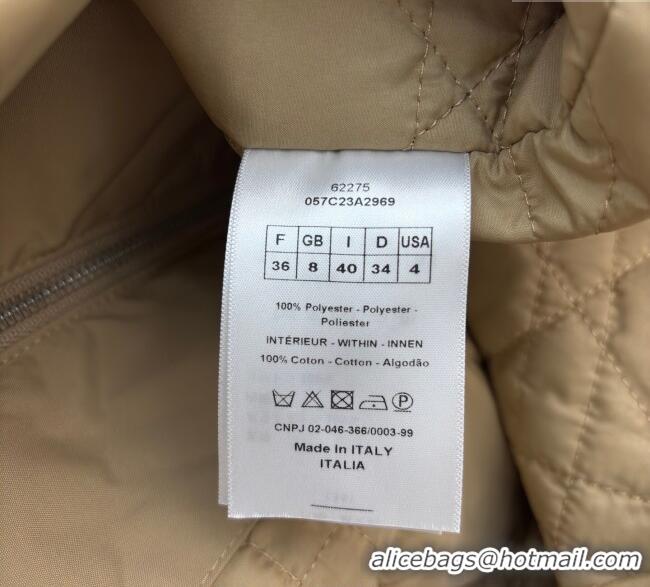 62275
057C23A2969
F GB I D USA
36 8 40 34 4
100% Polyester - Polyester -
Poliester
INTÉRIEUR - WITHIN - INNEN
100% Coton - Cotton - Algodão
P
CNPJ 02-046-366/0003-99
Made In ITALY
ITALIA
alicebags@hotmail.com